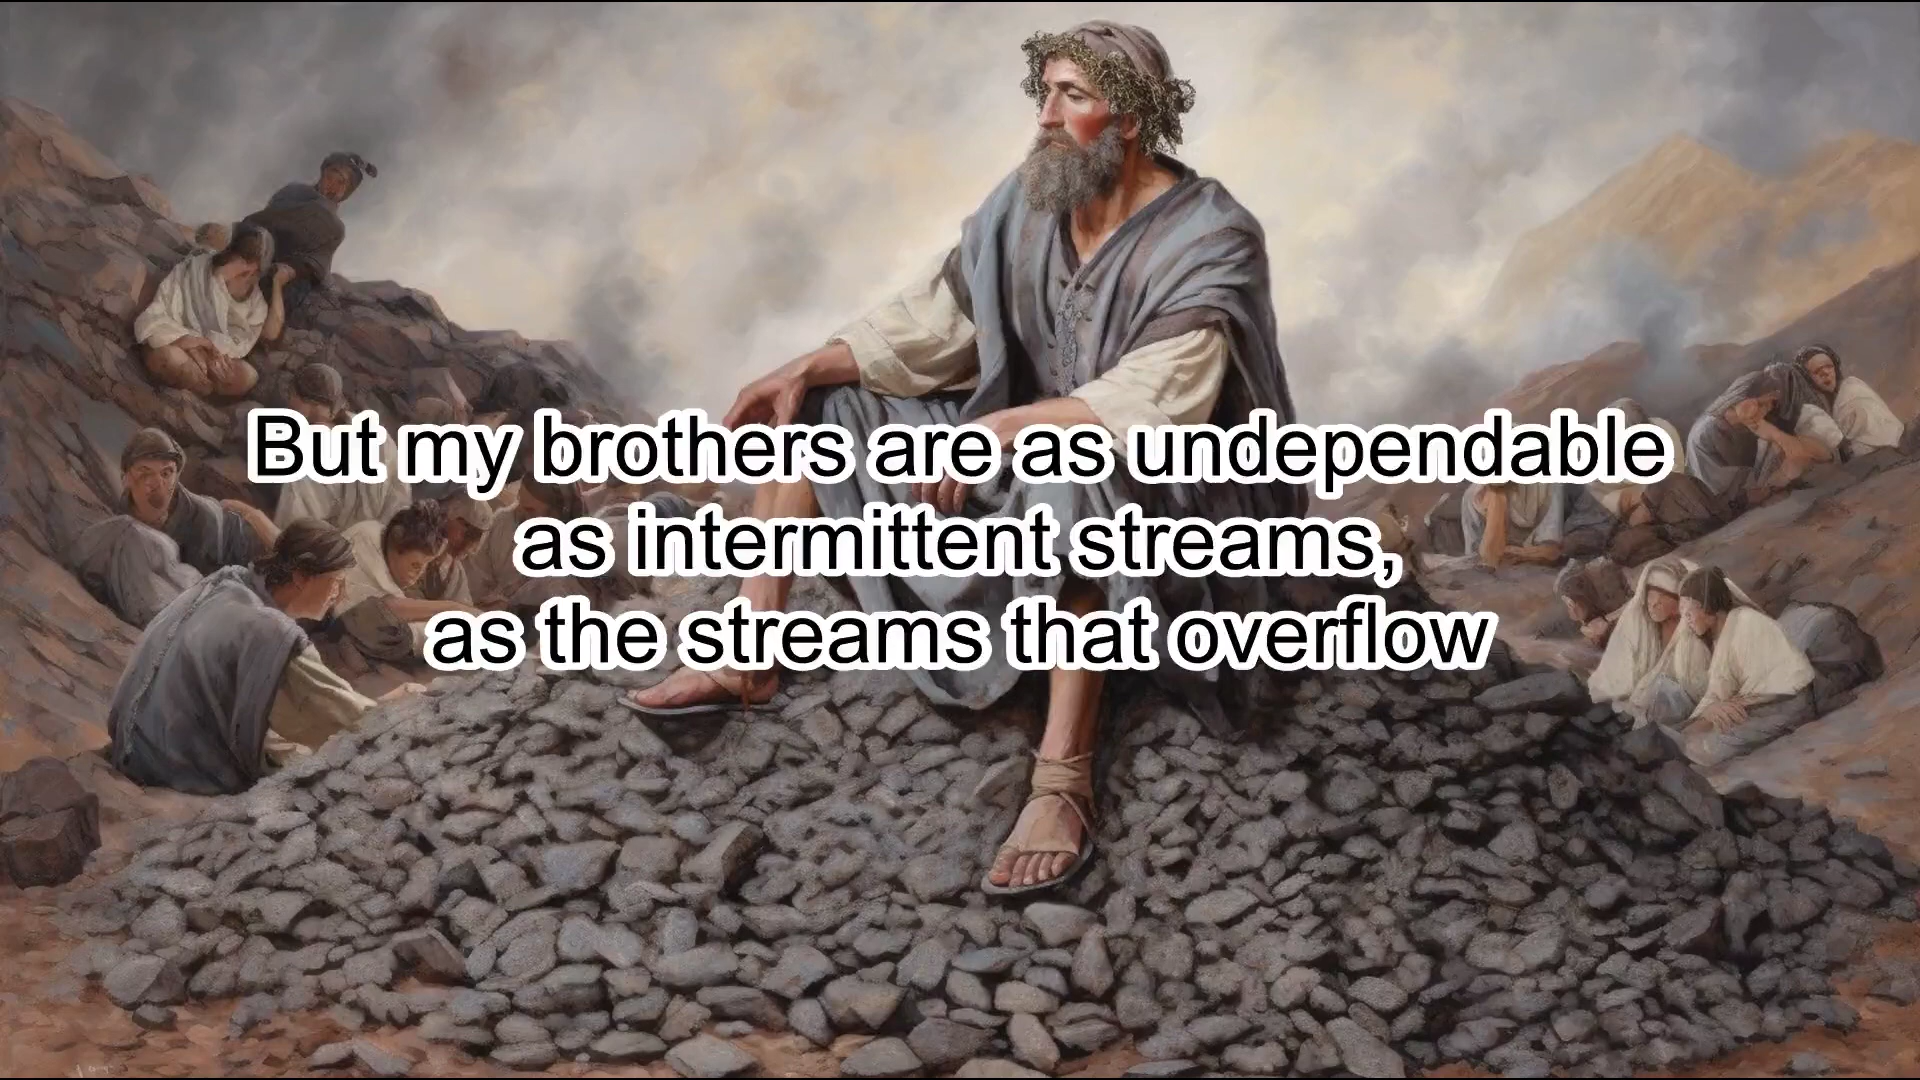 But my brothers are as undependable
as intermittent streams,
as the streams that overflow